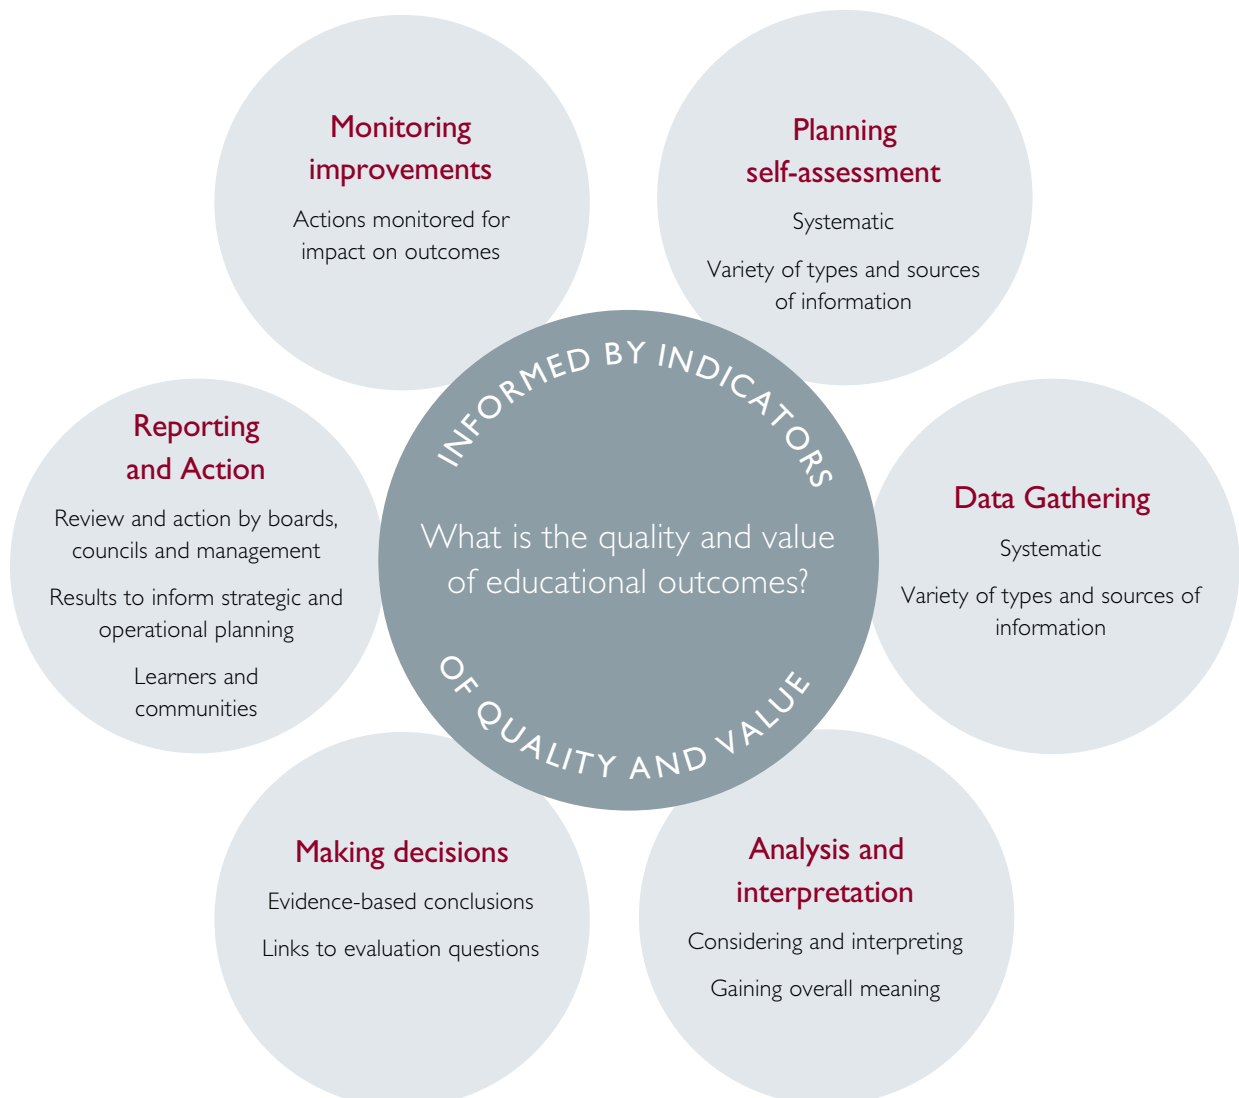 Monitoring
improvements
Actions monitored for
impact on outcomes
Planning
self-assessment
Systematic
Variety of types and sources
of information
INFORMED BY INDICATORS
What is the quality and value
of educational outcomes?
OF QUALITY AND VALUE
Reporting
and Action
Review and action by boards,
councils and management
Results to inform strategic and
operational planning
Learners and
communities
Data Gathering
Systematic
Variety of types and sources of
information
Making decisions
Evidence-based conclusions
Links to evaluation questions
Analysis and
interpretation
Considering and interpreting
Gaining overall meaning